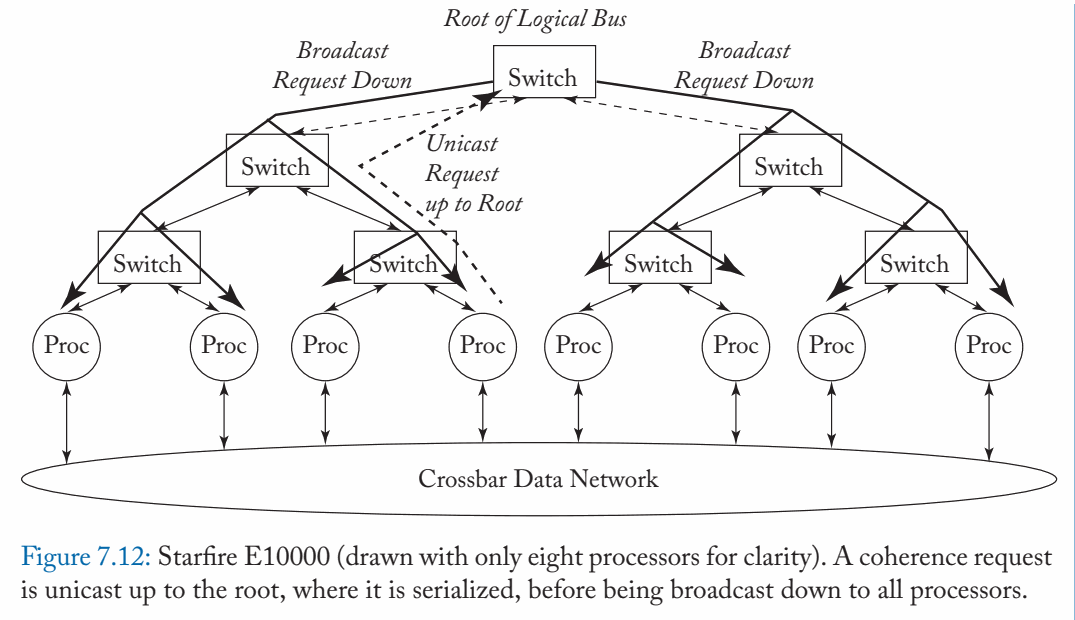 Root of Logical Bus
Broadcast
Request Down
Broadcast
Request Down
Switch
Unicast
Request
up to Root
Switch
Switch
Switch
Switch
Switch
Switch
Proc
Proc
Proc
Proc
Proc
Proc
Proc
Proc
Crossbar Data Network
Figure 7.12: Starfire E10000 (drawn with only eight processors for clarity). A coherence request
is unicast up to the root, where it is serialized, before being broadcast down to all processors.